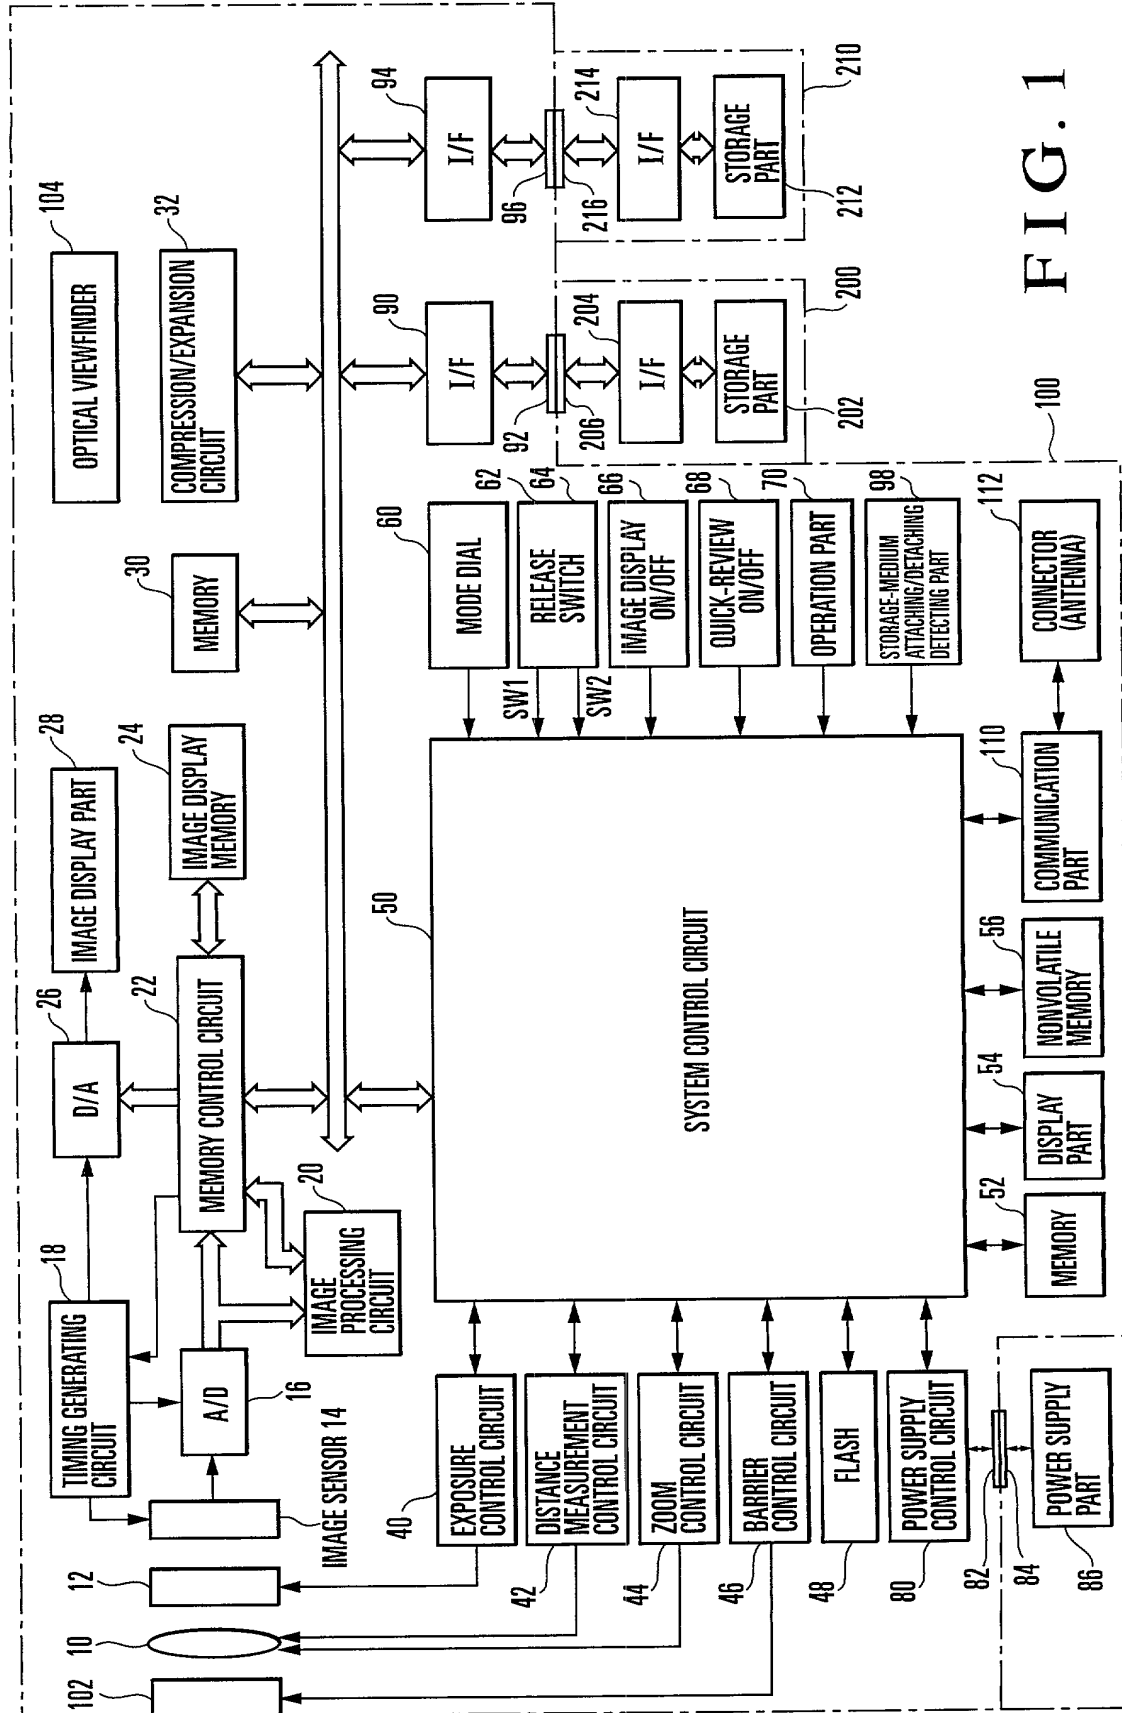 FIG. 1
104
OPTICAL VIEWFINDER
32
COMPRESSION/EXPANSION
CIRCUIT
30
MEMORY
28
IMAGE DISPLAY PART
24
IMAGE DISPLAY
MEMORY
26
D/A
22
MEMORY CONTROL CIRCUIT
18
TIMING GENERATING
CIRCUIT
20
IMAGE
PROCESSING
CIRCUIT
A/D
16
IMAGE SENSOR 14
12
10
102
94
I/F
96
216
214
I/F
STORAGE
PART
212
210
90
I/F
92
206
204
I/F
STORAGE
PART
202
200
100
50
SYSTEM CONTROL CIRCUIT
60
MODE DIAL
62
64
RELEASE
SWITCH
SW1
SW2
66
IMAGE DISPLAY
ON/OFF
68
QUICK-REVIEW
ON/OFF
70
OPERATION PART
98
STORAGE-MEDIUM
ATTACHING/DETACHING
DETECTING PART
112
CONNECTOR
(ANTENNA)
110
COMMUNICATION
PART
56
NONVOLATILE
MEMORY
54
DISPLAY
PART
52
MEMORY
40
EXPOSURE
CONTROL CIRCUIT
42
DISTANCE
MEASUREMENT
CONTROL CIRCUIT
44
ZOOM
CONTROL CIRCUIT
46
BARRIER
CONTROL CIRCUIT
48
FLASH
80
POWER SUPPLY
CONTROL CIRCUIT
82
84
86
POWER SUPPLY
PART